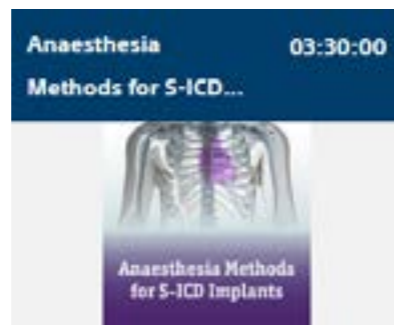 Anaesthesia 03:30:00
Methods for S-ICD...
Anaesthesia Methods
for S-ICD Implants